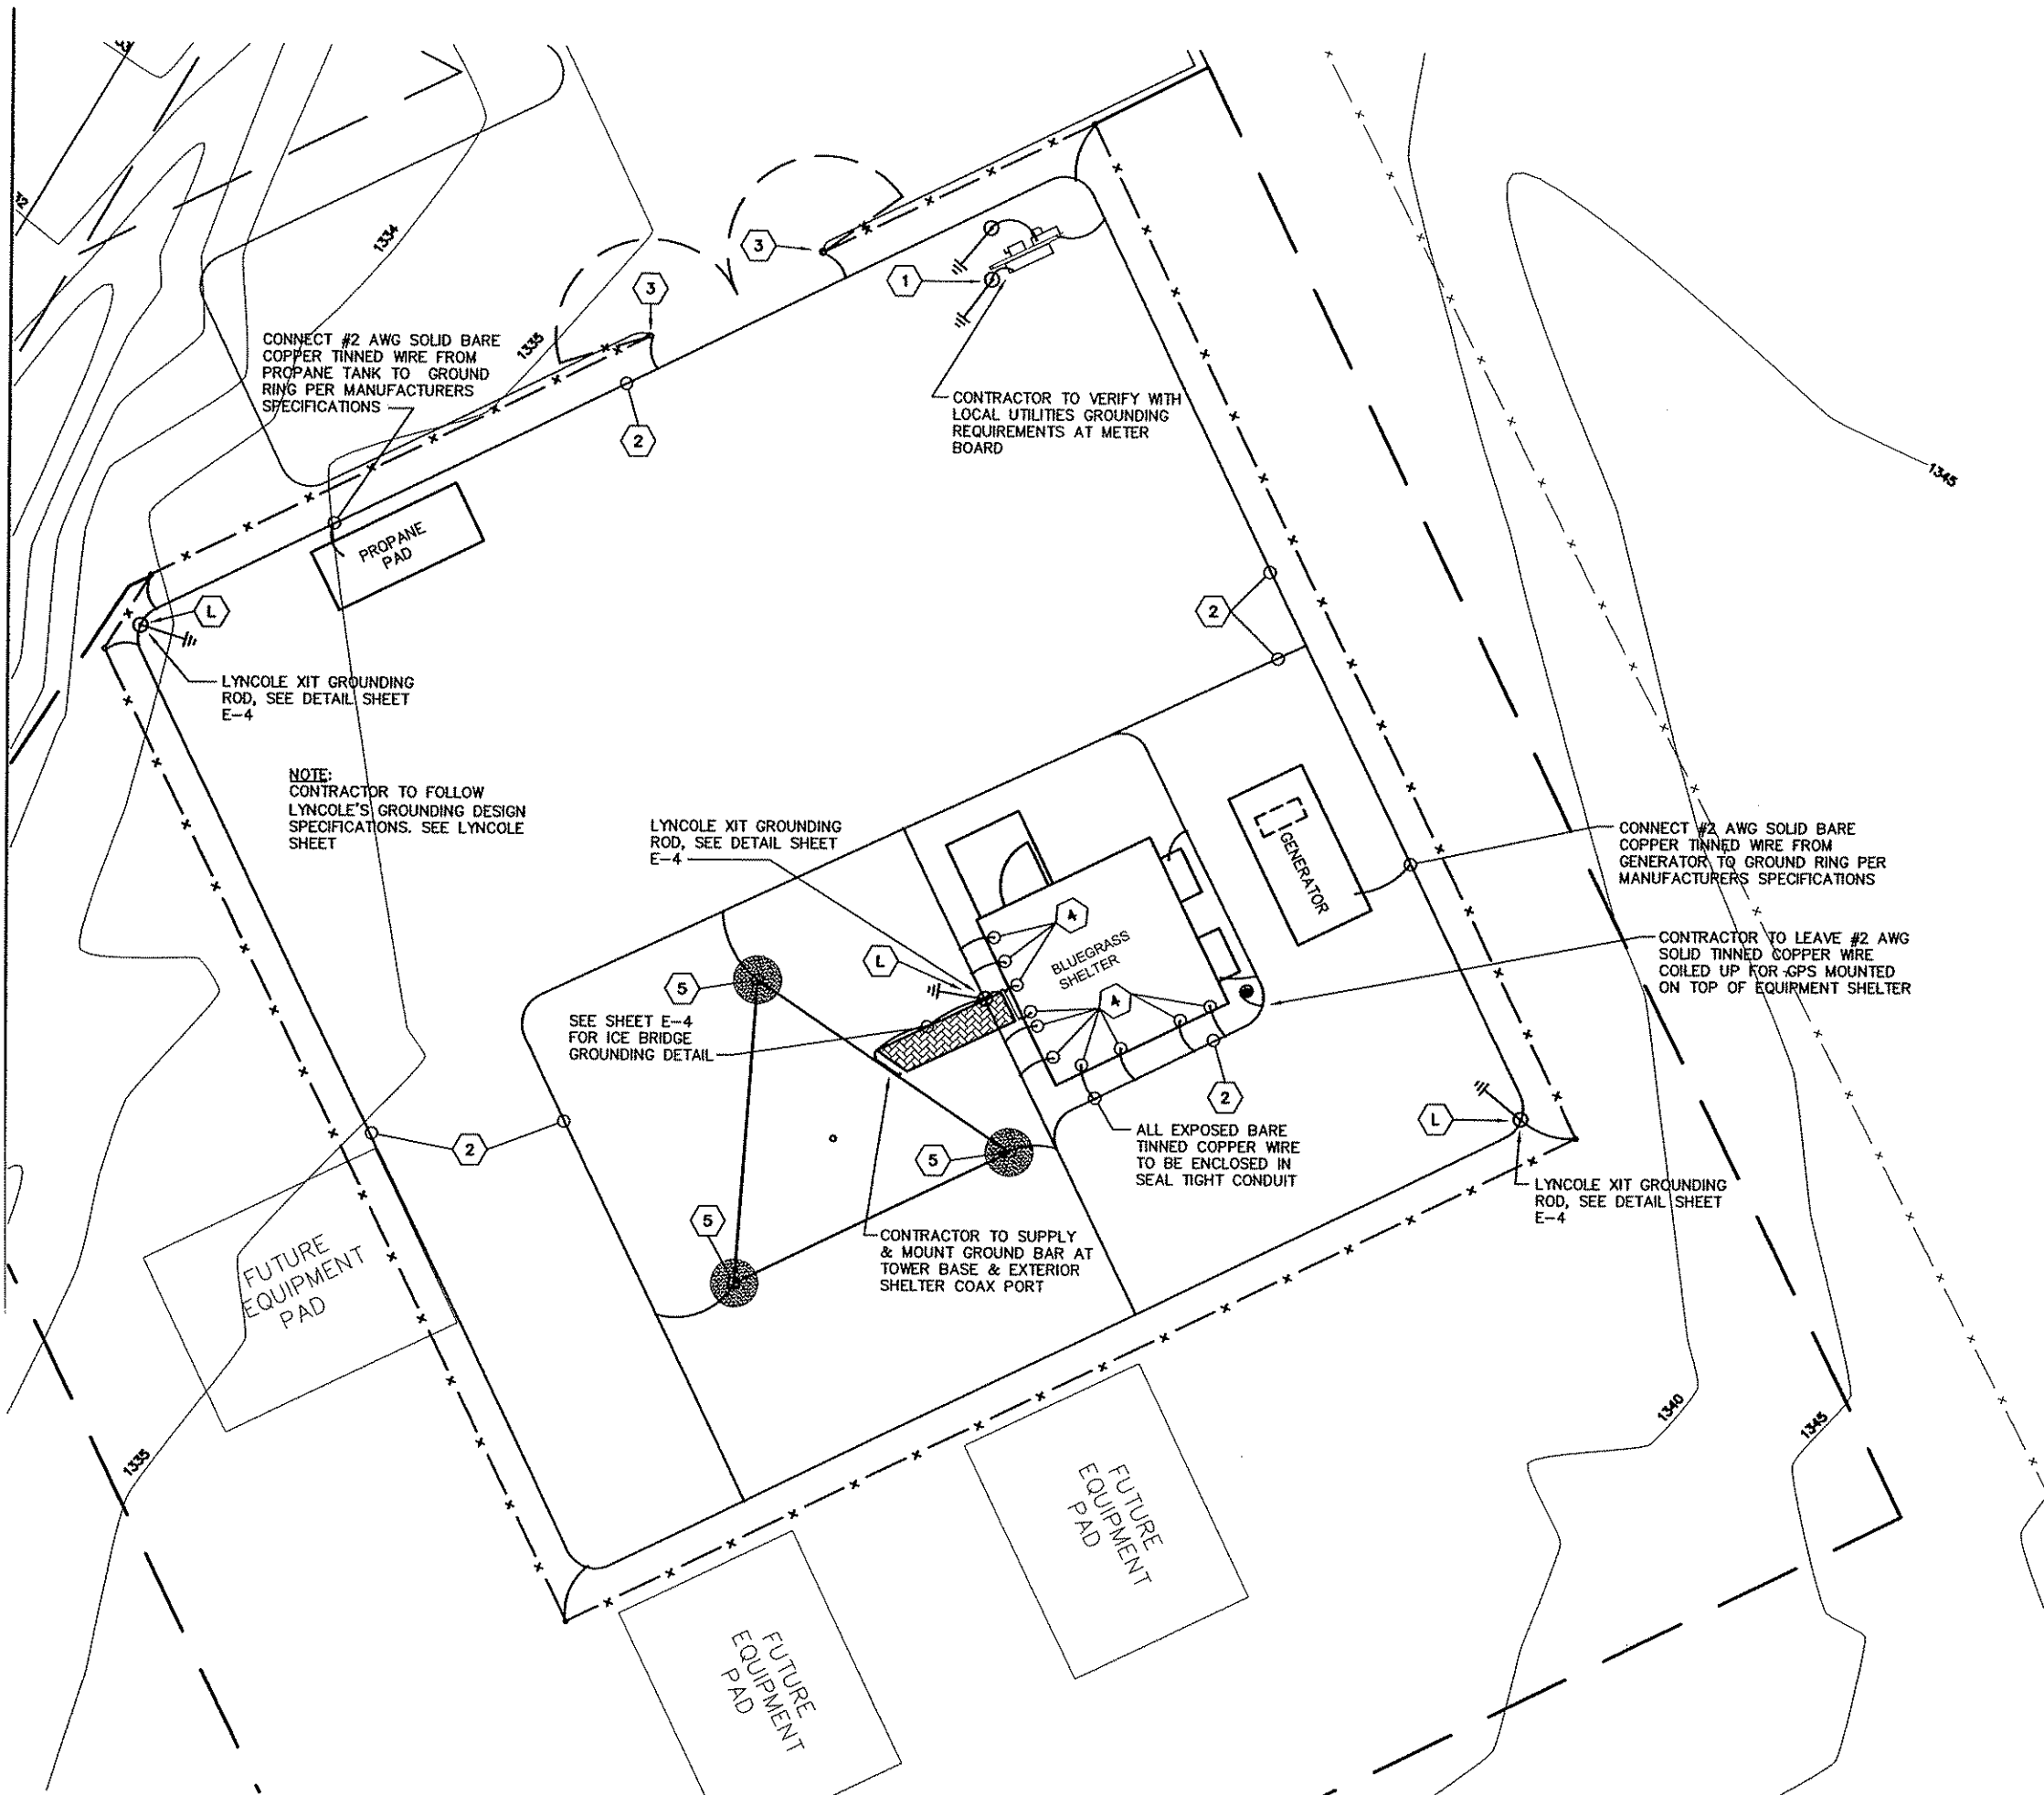 1334
3
3
1
1335
CONNECT #2 AWG SOLID BARE
COPPER TINNED WIRE FROM
PROPANE TANK TO GROUND
RING PER MANUFACTURERS
SPECIFICATIONS
2
CONTRACTOR TO VERIFY WITH
LOCAL UTILITIES GROUNDING
REQUIREMENTS AT METER
BOARD
1345
PROPANE
PAD
L
2
LYNCOLE XIT GROUNDING
ROD, SEE DETAIL SHEET
E-4
NOTE:
CONTRACTOR TO FOLLOW
LYNCOLE'S GROUNDING DESIGN
SPECIFICATIONS. SEE LYNCOLE
SHEET
LYNCOLE XIT GROUNDING
ROD, SEE DETAIL SHEET
E-4
GENERATOR
CONNECT #2 AWG SOLID BARE
COPPER TINNED WIRE FROM
GENERATOR TO GROUND RING PER
MANUFACTURERS SPECIFICATIONS
4
BLUEGRASS
SHELTER
L
5
4
CONTRACTOR TO LEAVE #2 AWG
SOLID TINNED COPPER WIRE
COILED UP FOR GPS MOUNTED
ON TOP OF EQUIPMENT SHELTER
SEE SHEET E-4
FOR ICE BRIDGE
GROUNDING DETAIL
2
L
2
5
ALL EXPOSED BARE
TINNED COPPER WIRE
TO BE ENCLOSED IN
SEAL TIGHT CONDUIT
LYNCOLE XIT GROUNDING
ROD, SEE DETAIL SHEET
E-4
5
CONTRACTOR TO SUPPLY
& MOUNT GROUND BAR AT
TOWER BASE & EXTERIOR
SHELTER COAX PORT
FUTURE
EQUIPMENT
PAD
1335
1340
1345
FUTURE
EQUIPMENT
PAD
FUTURE
EQUIPMENT
PAD